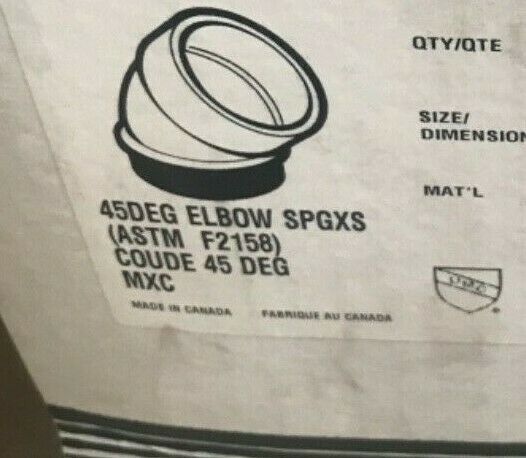 QTY/QTE
SIZE/
DIMENSION
MAT'L
45DEG ELBOW SPGXS
(ASTM F2158)
COUDE 45 DEG
MXC
MADE IN CANADA FABRIQUE AU CANADA